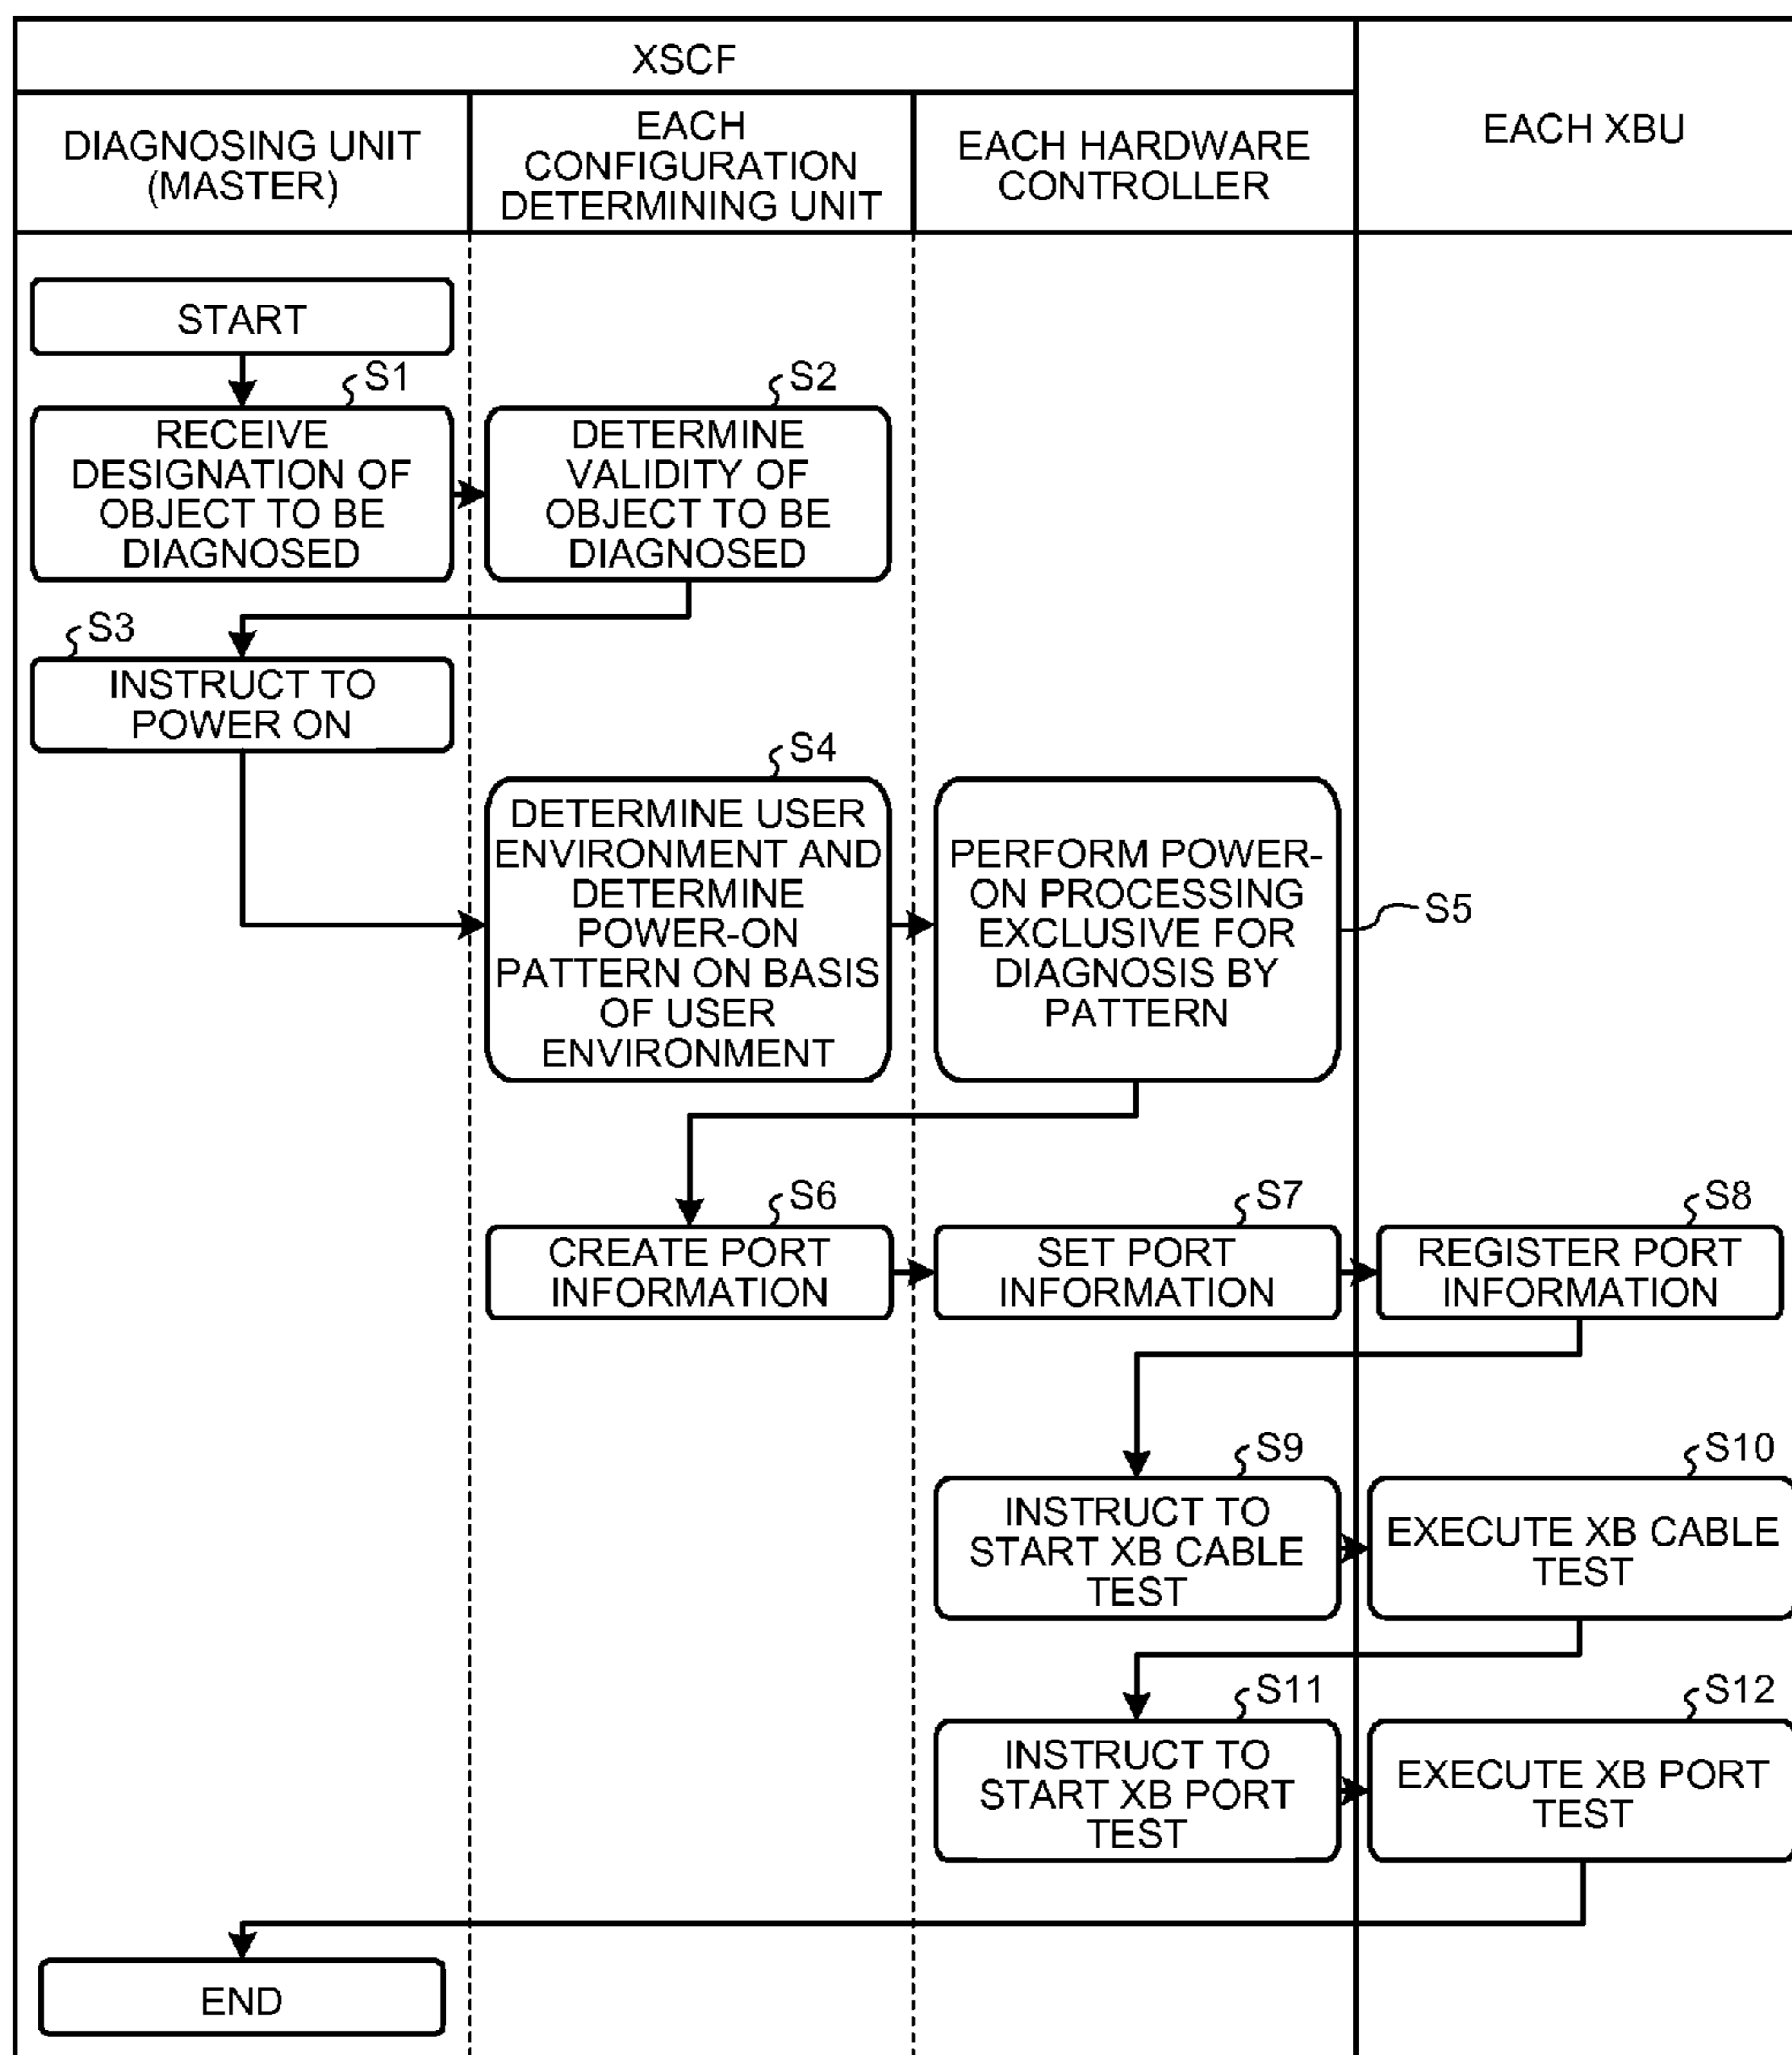 XSCF
DIAGNOSING UNIT
(MASTER)
EACH
CONFIGURATION
DETERMINING UNIT
EACH HARDWARE
CONTROLLER
EACH XBU
START
S1
RECEIVE
DESIGNATION OF
OBJECT TO BE
DIAGNOSED
S2
DETERMINE
VALIDITY OF
OBJECT TO BE
DIAGNOSED
S3
INSTRUCT TO
POWER ON
S4
DETERMINE USER
ENVIRONMENT AND
DETERMINE
POWER-ON
PATTERN ON BASIS
OF USER
ENVIRONMENT
PERFORM POWER-
ON PROCESSING
EXCLUSIVE FOR
DIAGNOSIS BY
PATTERN
S5
S6
CREATE PORT
INFORMATION
S7
SET PORT
INFORMATION
S8
REGISTER PORT
INFORMATION
S9
INSTRUCT TO
START XB CABLE
TEST
S10
EXECUTE XB CABLE
TEST
S11
INSTRUCT TO
START XB PORT
TEST
S12
EXECUTE XB PORT
TEST
END